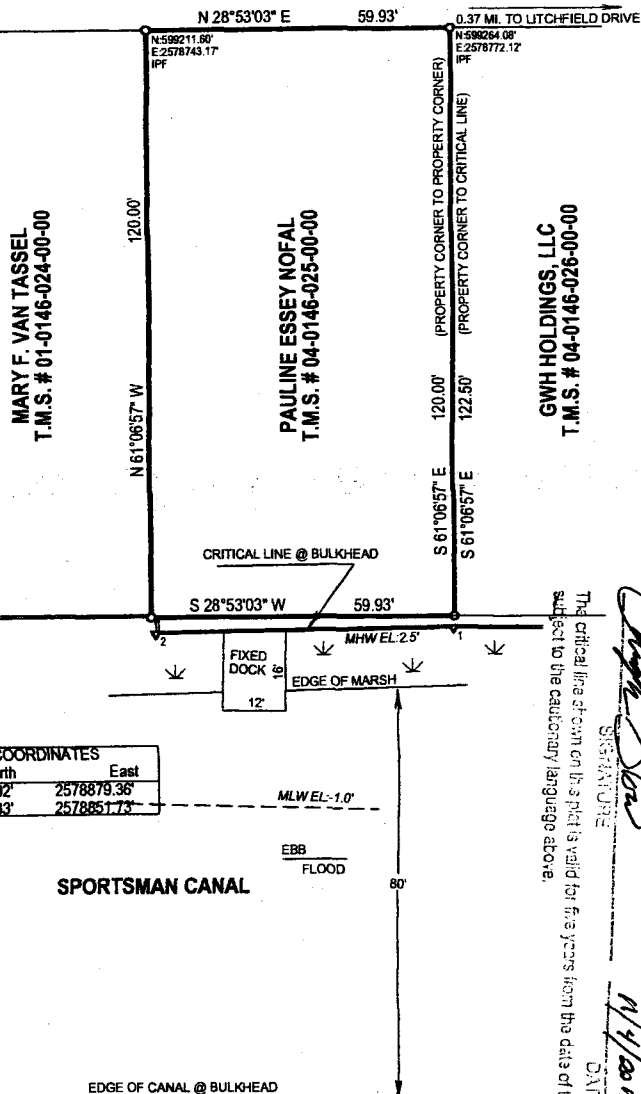 N 28°53'03" E 59.93'
0.37 MI. TO LITCHFIELD DRIVE
N:599211.60'
E:2578743.17'
IPF
N:599264.08'
E:2578772.12'
IPF
MARY F. VAN TASSEL
T.M.S. # 01-0146-024-00-00
120.00'
N 61°06'57" W
PAULINE ESSEY NOFAL
T.M.S. # 04-0146-025-00-00
S 61°06'57" E 120.00' (PROPERTY CORNER TO PROPERTY CORNER)
S 61°06'57" E 122.50' (PROPERTY CORNER TO CRITICAL LINE)
GWH HOLDINGS, LLC
T.M.S. # 04-0146-026-00-00
CRITICAL LINE @ BULKHEAD
S 28°53'03" W 59.93'
2
1
MHW EL:2.5'
FIXED
DOCK
16'
12'
EDGE OF MARSH
COORDINATES
rth East
2' 2578879.36'
33' 2578851.73'
MLW EL:-1.0'
EBB
FLOOD
SPORTSMAN CANAL
80'
EDGE OF CANAL @ BULKHEAD
SIGNATURE
The critical line shown on this plat is valid for five years from the date of
subject to the cautionary language above.